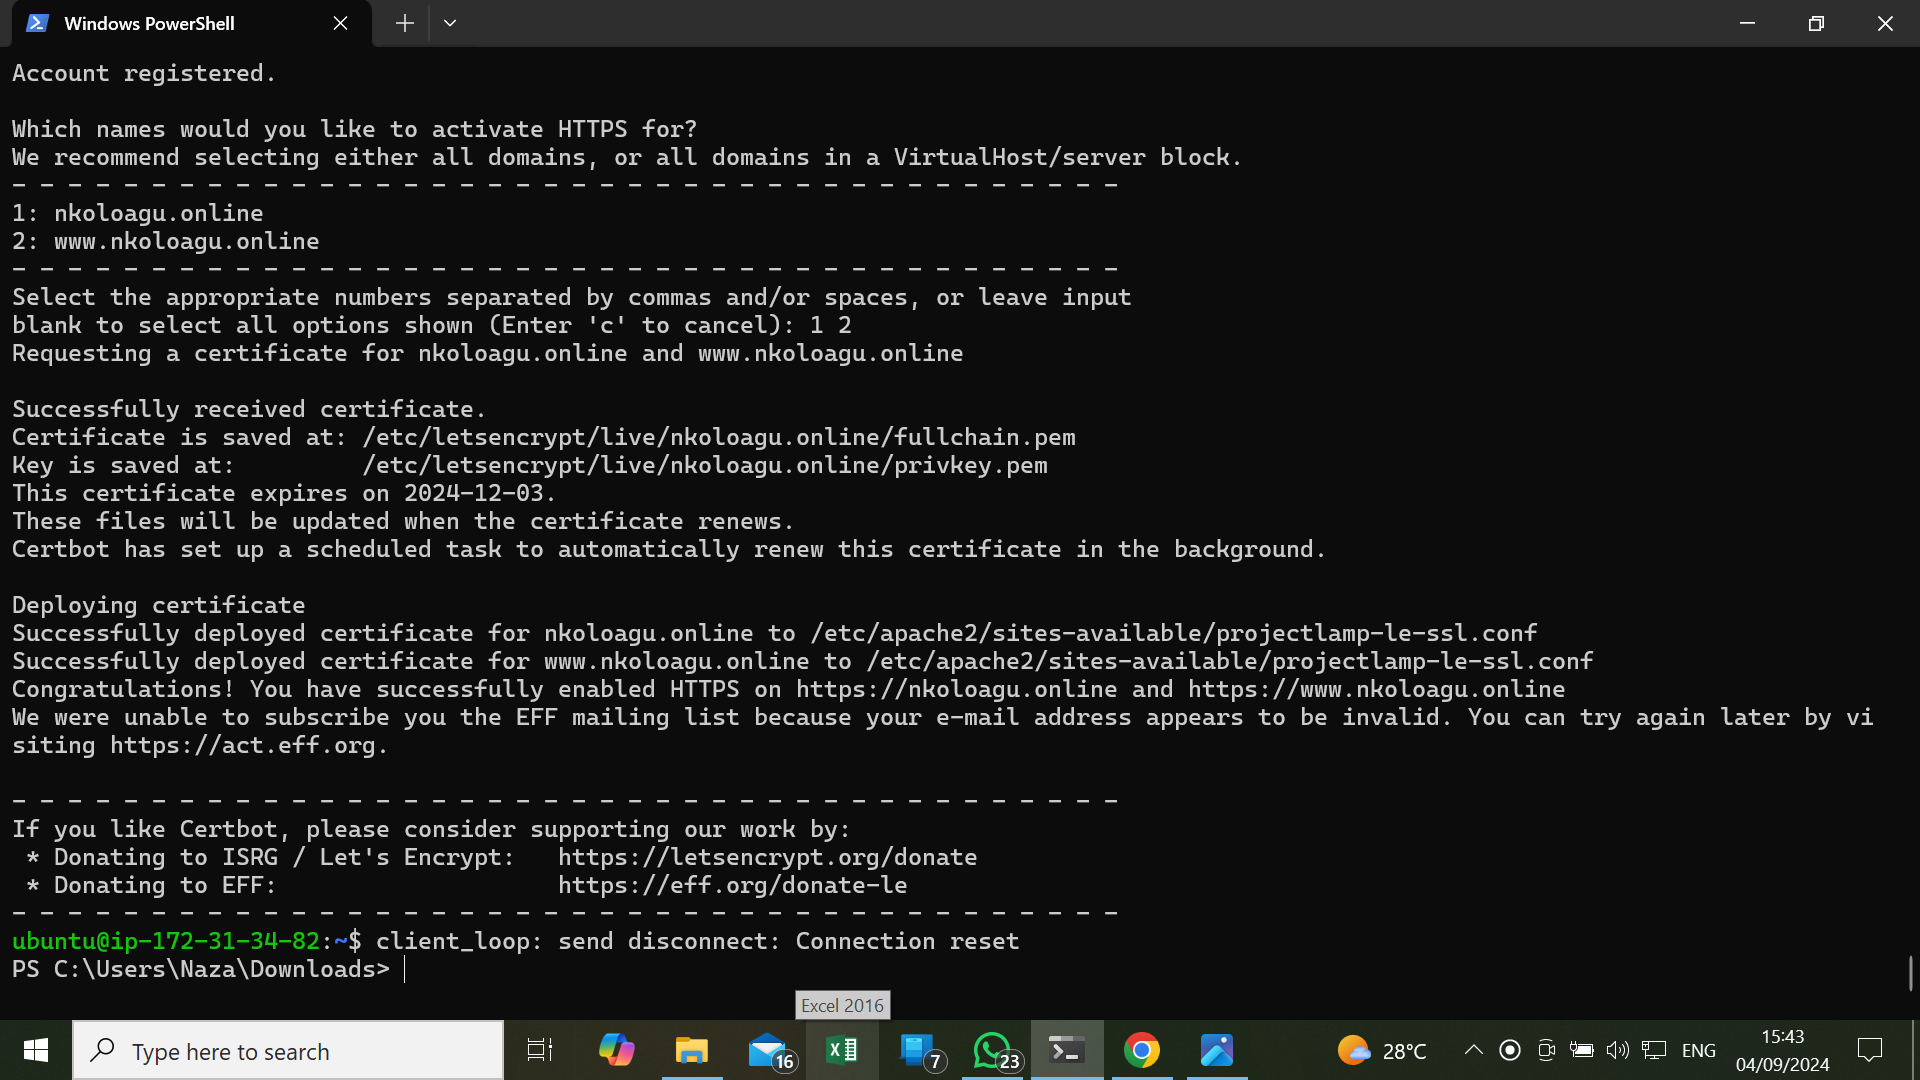 Windows PowerShell
Account registered.
Which names would you like to activate HTTPS for?
We recommend selecting either all domains, or all domains in a VirtualHost/server block.
- - - - - - - - - - - - - - - - - - - - - - - - - - - - - - - - - - - - - - - -
1: nkoloagu.online
2: www.nkoloagu.online
- - - - - - - - - - - - - - - - - - - - - - - - - - - - - - - - - - - - - - - -
Select the appropriate numbers separated by commas and/or spaces, or leave input
blank to select all options shown (Enter 'c' to cancel): 1 2
Requesting a certificate for nkoloagu.online and www.nkoloagu.online
Successfully received certificate.
Certificate is saved at: /etc/letsencrypt/live/nkoloagu.online/fullchain.pem
Key is saved at:         /etc/letsencrypt/live/nkoloagu.online/privkey.pem
This certificate expires on 2024-12-03.
These files will be updated when the certificate renews.
Certbot has set up a scheduled task to automatically renew this certificate in the background.
Deploying certificate
Successfully deployed certificate for nkoloagu.online to /etc/apache2/sites-available/projectlamp-le-ssl.conf
Successfully deployed certificate for www.nkoloagu.online to /etc/apache2/sites-available/projectlamp-le-ssl.conf
Congratulations! You have successfully enabled HTTPS on https://nkoloagu.online and https://www.nkoloagu.online
We were unable to subscribe you the EFF mailing list because your e-mail address appears to be invalid. You can try again later by vi
siting https://act.eff.org.
- - - - - - - - - - - - - - - - - - - - - - - - - - - - - - - - - - - - - - - -
If you like Certbot, please consider supporting our work by:
 * Donating to ISRG / Let's Encrypt:   https://letsencrypt.org/donate
 * Donating to EFF:                    https://eff.org/donate-le
- - - - - - - - - - - - - - - - - - - - - - - - - - - - - - - - - - - - - - - -
ubuntu@ip-172-31-34-82:~$ client_loop: send disconnect: Connection reset
PS C:\Users\Naza\Downloads>
Excel 2016
Type here to search
16
7
23
28°C
ENG
15:43
04/09/2024